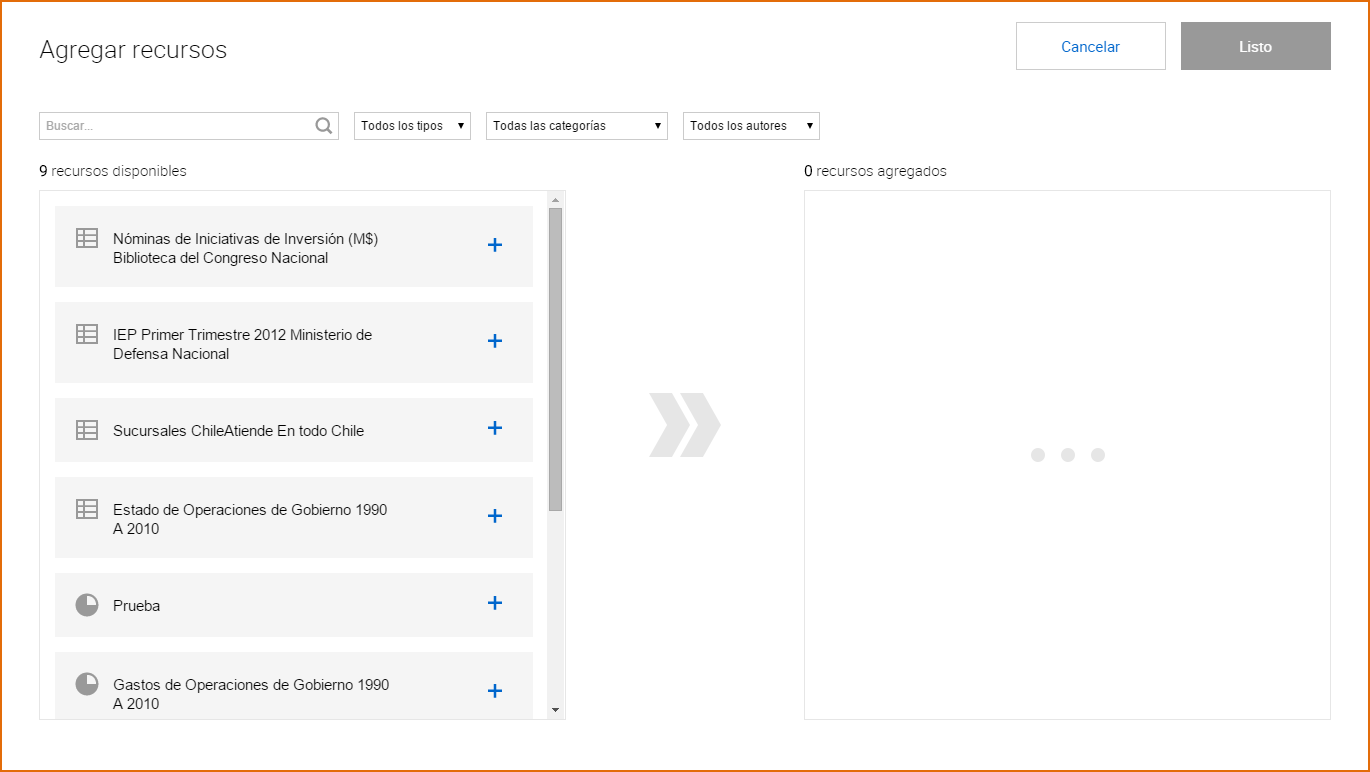 Agregar recursos
Cancelar
Listo
Buscar...
Todos los tipos
Todas las categorías
Todos los autores
9 recursos disponibles
0 recursos agregados
Nóminas de Iniciativas de Inversión (M$)
Biblioteca del Congreso Nacional
IEP Primer Trimestre 2012 Ministerio de
Defensa Nacional
Sucursales ChileAtiende En todo Chile
Estado de Operaciones de Gobierno 1990
A 2010
Prueba
Gastos de Operaciones de Gobierno 1990
A 2010